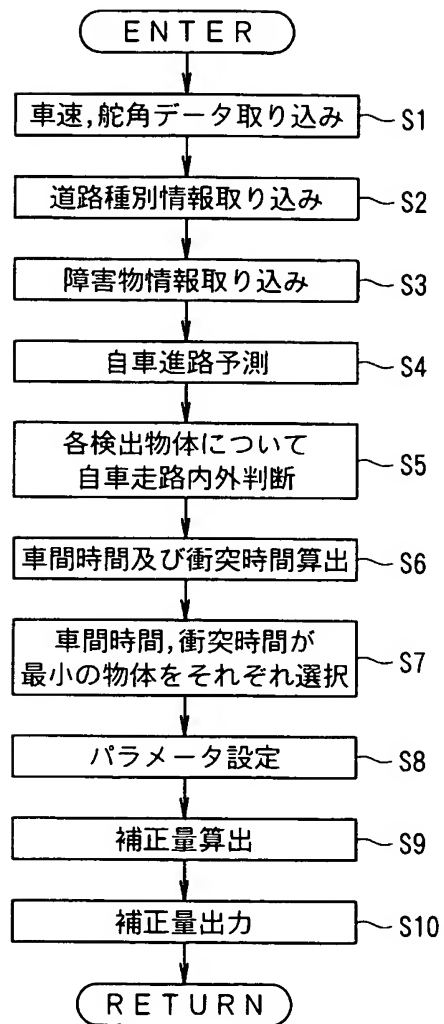 ENTER
車速,舵角データ取り込み S1
道路種別情報取り込み S2
障害物情報取り込み S3
自車進路予測 S4
各検出物体について
自車走路内外判断 S5
車間時間及び衝突時間算出 S6
車間時間,衝突時間が
最小の物体をそれぞれ選択 S7
パラメータ設定 S8
補正量算出 S9
補正量出力 S10
RETURN